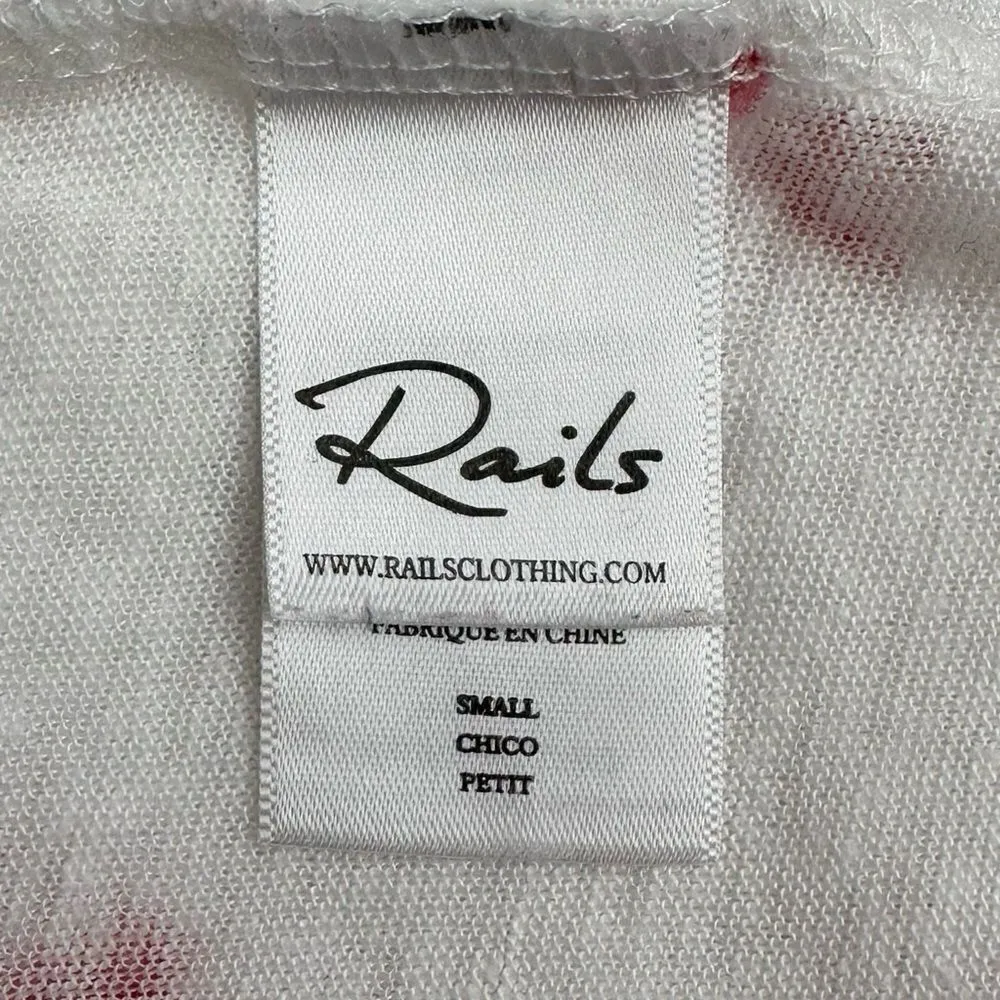 Rails
WWW.RAILSCLOTHING.COM
FABRIQUE EN CHINE
SMALL
CHICO
PETIT